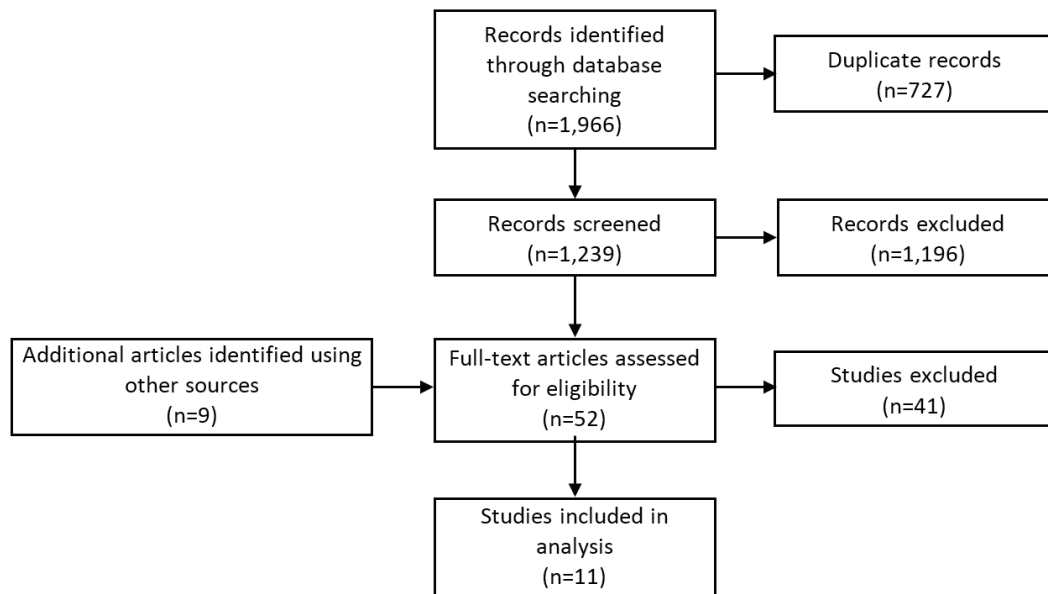 Records identified
through database
searching
(n=1,966)
Duplicate records
(n=727)
Records screened
(n=1,239)
Records excluded
(n=1,196)
Additional articles identified using
other sources
(n=9)
Full-text articles assessed
for eligibility
(n=52)
Studies excluded
(n=41)
Studies included in
analysis
(n=11)